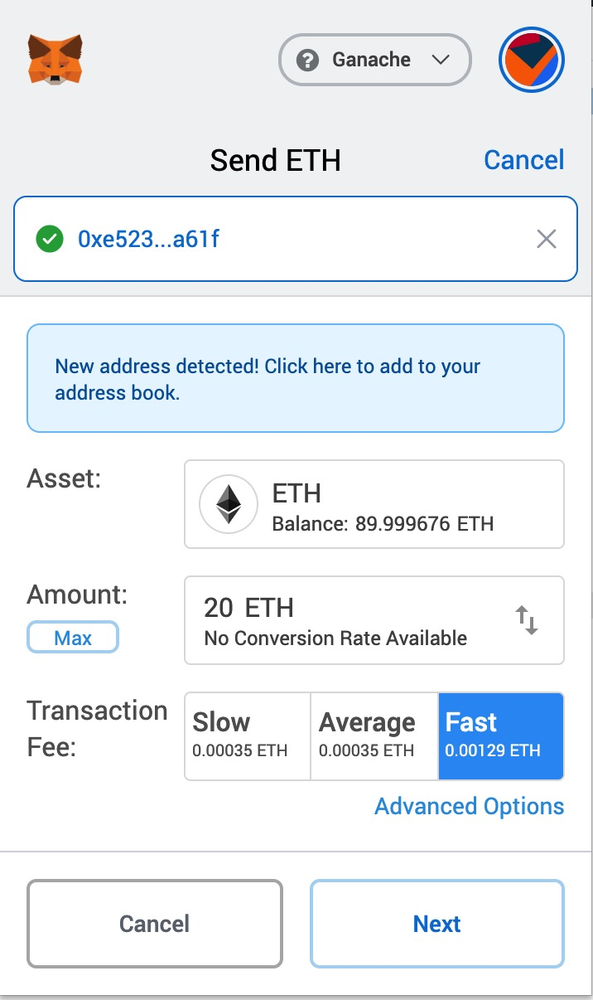 Ganache
Send ETH
Cancel
0xe523...a61f
New address detected! Click here to add to your
address book.
Asset:
ETH
Balance: 89.999676 ETH
Amount:
Max
20 ETH
No Conversion Rate Available
Transaction
Fee:
Slow
0.00035 ETH
Average
0.00035 ETH
Fast
0.00129 ETH
Advanced Options
Cancel
Next